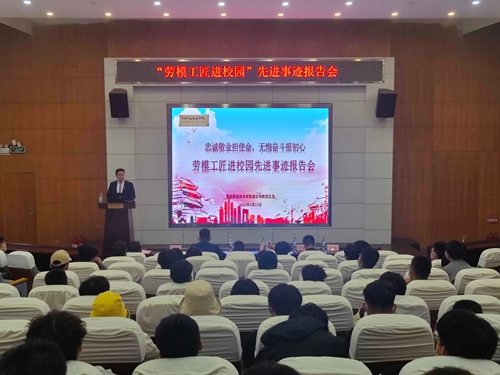 “劳模工匠进校园”先进事迹报告会
忠诚敬业担使命，无悔奋斗报初心
劳模工匠进校园先进事迹报告会